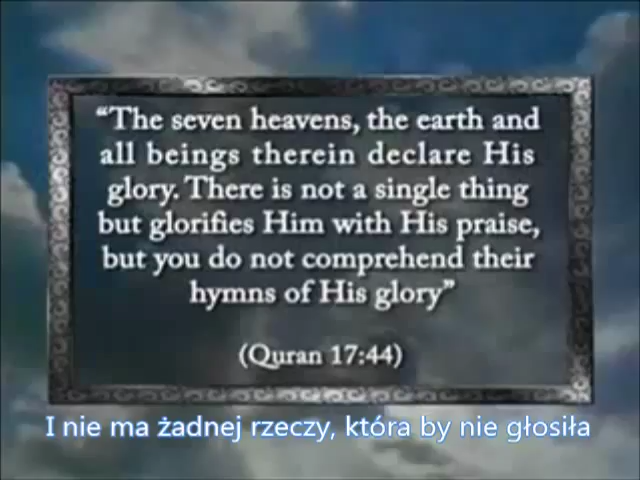 “The seven heavens, the earth and
all beings therein declare His
glory. There is not a single thing
but glorifies Him with His praise,
but you do not comprehend their
hymns of His glory”
(Quran 17:44)
I nie ma żadnej rzeczy, która by nie głosiła